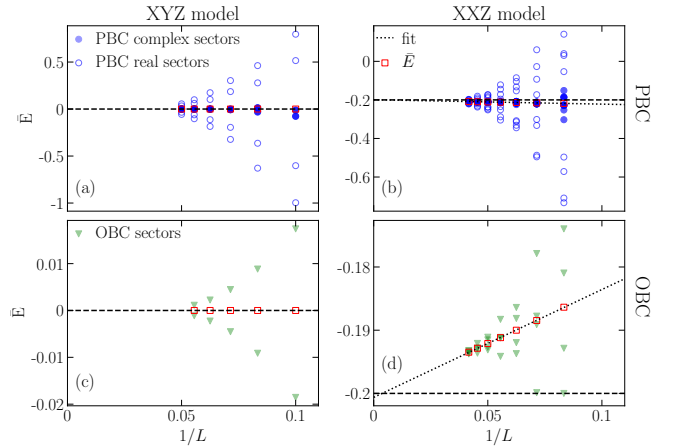 XYZ model
XXZ model
PBC complex sectors
PBC real sectors
fit
Ē
Ē
0.5
0
-0.5
-1
(a)
0.2
0
-0.2
-0.4
-0.6
(b)
PBC
OBC sectors
Ē
0.01
0
-0.01
-0.02
(c)
-0.18
-0.19
-0.2
(d)
OBC
0
0.05
0.1
1/L
0
0.05
0.1
1/L